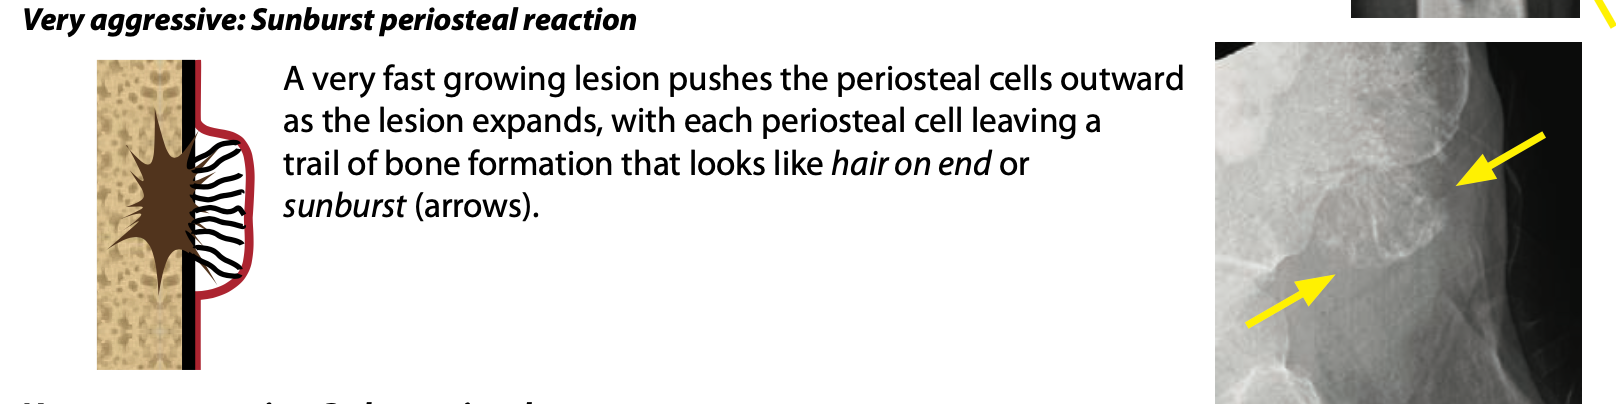 Very aggressive: Sunburst periosteal reaction
A very fast growing lesion pushes the periosteal cells outward
as the lesion expands, with each periosteal cell leaving a
trail of bone formation that looks like hair on end or
sunburst (arrows).